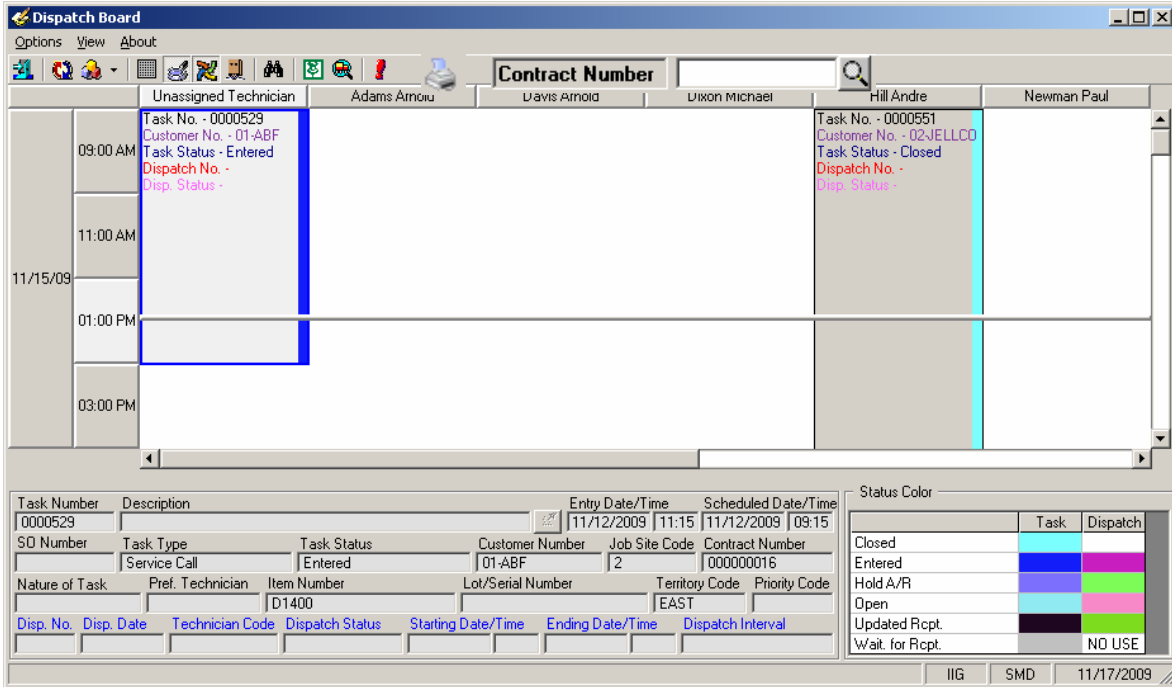 Dispatch Board
Options View About
Contract Number
Unassigned Technician Adams Arnold Davis Arnold Dixon Michael Hill Andre Newman Paul
11/15/09
09:00 AM
11:00 AM
01:00 PM
03:00 PM
Task No. - 0000529
Customer No. - 01-ABF
Task Status - Entered
Dispatch No. -
Disp. Status -
Task No. - 0000551
Customer No. - 02-JELLCO
Task Status - Closed
Dispatch No. -
Disp. Status -
Task Number Description Entry Date/Time Scheduled Date/Time
0000529 11/12/2009 11:15 11/12/2009 09:15
SO Number Task Type Task Status Customer Number Job Site Code Contract Number
Service Call Entered 01-ABF 2 000000016
Nature of Task Pref. Technician Item Number Lot/Serial Number Territory Code Priority Code
D1400 EAST
Disp. No. Disp. Date Technician Code Dispatch Status Starting Date/Time Ending Date/Time Dispatch Interval
Status Color
Task Dispatch
Closed
Entered
Hold A/R
Open
Updated Rcpt.
Wait. for Rcpt. NO USE
IIG SMD 11/17/2009